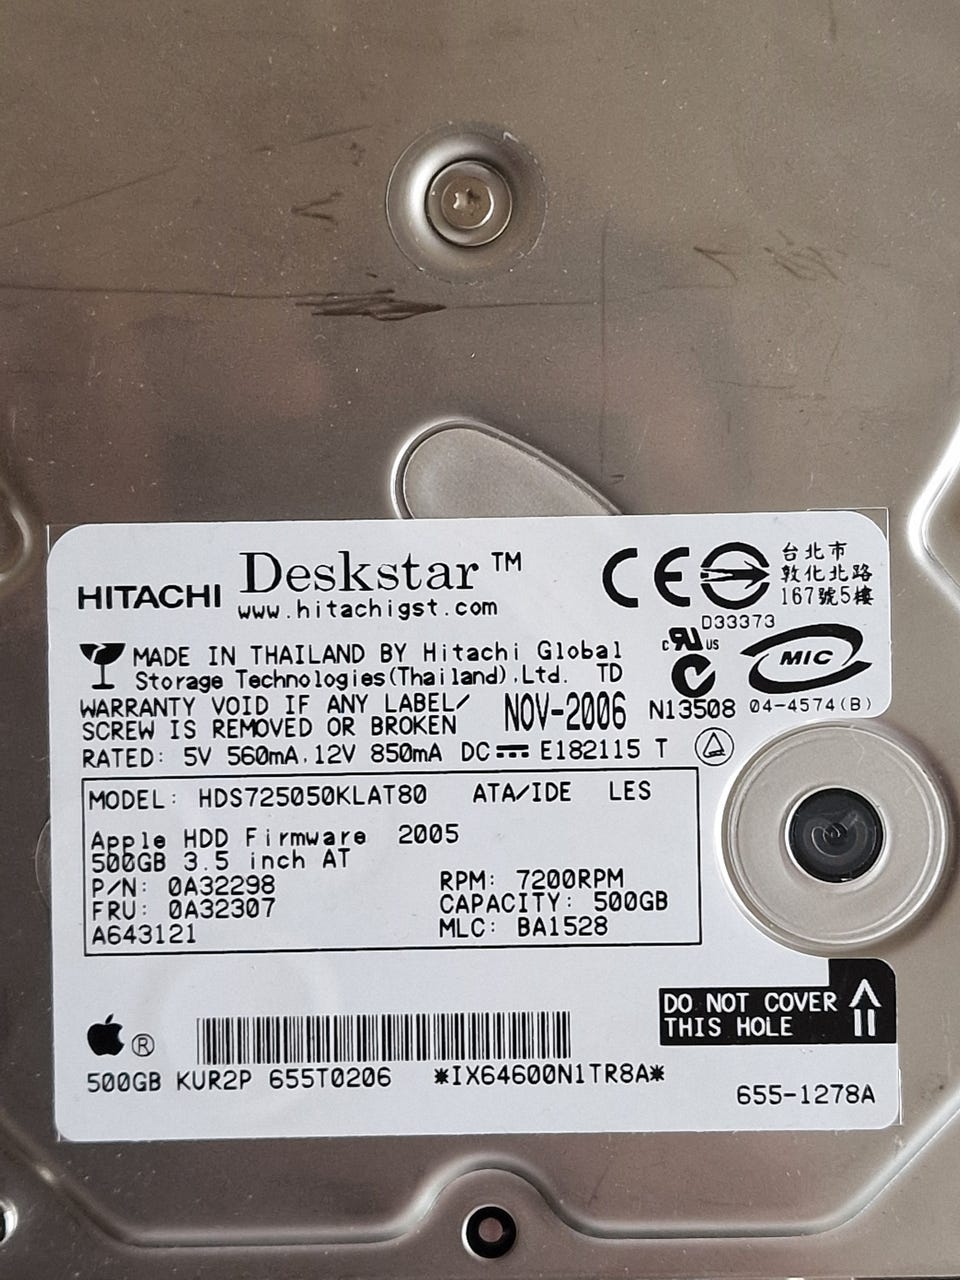 HITACHI Deskstar™
www.hitachigst.com
CE
台北市
敦化北路
167號5樓
D33373
MADE IN THAILAND BY Hitachi Global
Storage Technologies(Thailand),Ltd. TD
c RU US
MIC
WARRANTY VOID IF ANY LABEL/
SCREW IS REMOVED OR BROKEN
NOV-2006 N13508 04-4574(B)
RATED: 5V 560mA, 12V 850mA DC E182115 T
MODEL: HDS725050KLAT80 ATA/IDE LES
Apple HDD Firmware 2005
500GB 3.5 inch AT
P/N: 0A32298 RPM: 7200RPM
FRU: 0A32307 CAPACITY: 500GB
A643121 MLC: BA1528
DO NOT COVER
THIS HOLE
®
500GB KUR2P 655T0206 *IX64600N1TR8A*
655-1278A